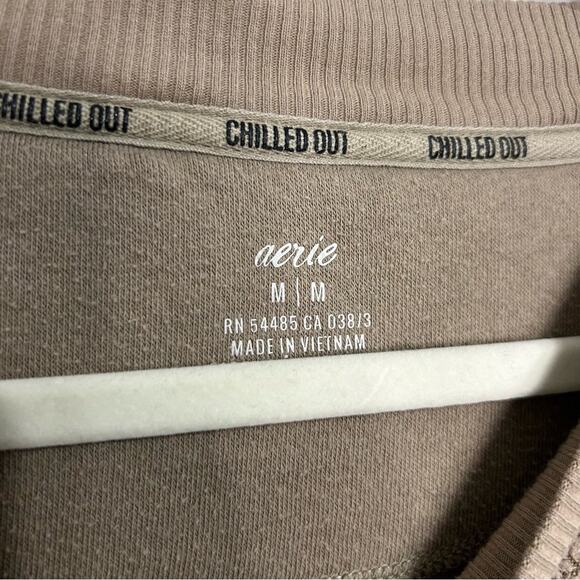 CHILLED OUT CHILLED OUT CHILLED OUT
aerie
M | M
RN 54485 CA 038/3
MADE IN VIETNAM